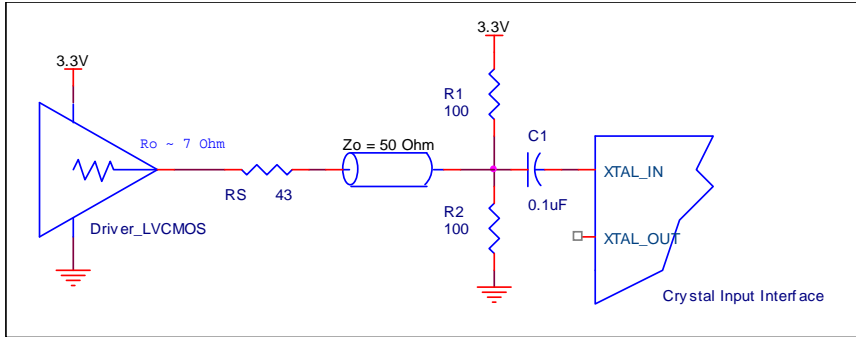 3.3V
3.3V
R1
100
C1
Ro ~ 7 Ohm
Zo = 50 Ohm
XTAL_IN
RS 43
0.1uF
R2
100
Driver_LVCMOS
XTAL_OUT
Crystal Input Interface